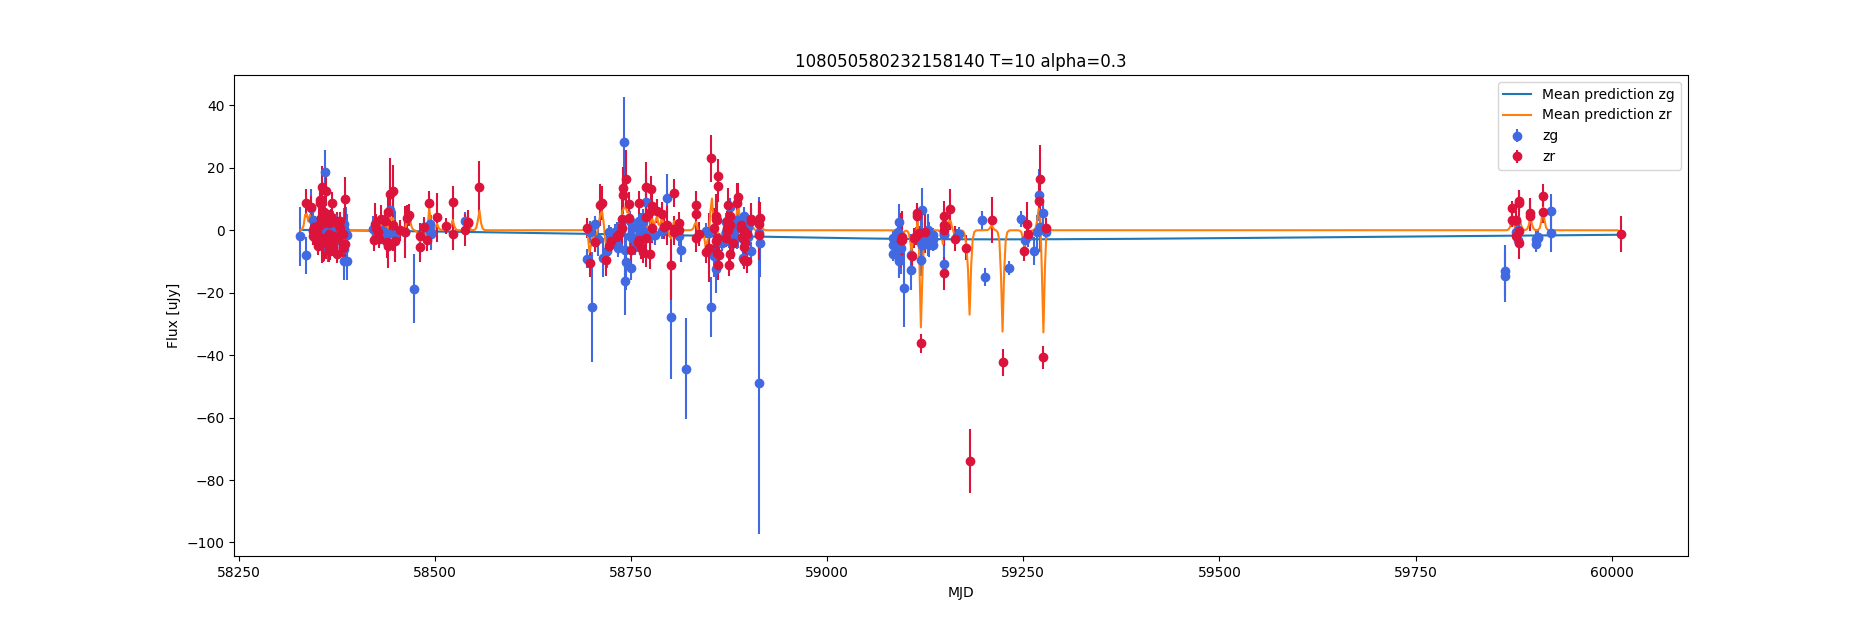 108050580232158140 T=10 alpha=0.3
Mean prediction zg
Mean prediction zr
zg
zr
Flux [uJy]
40
20
0
−20
−40
−60
−80
−100
58250 58500 58750 59000 59250 59500 59750 60000
MJD